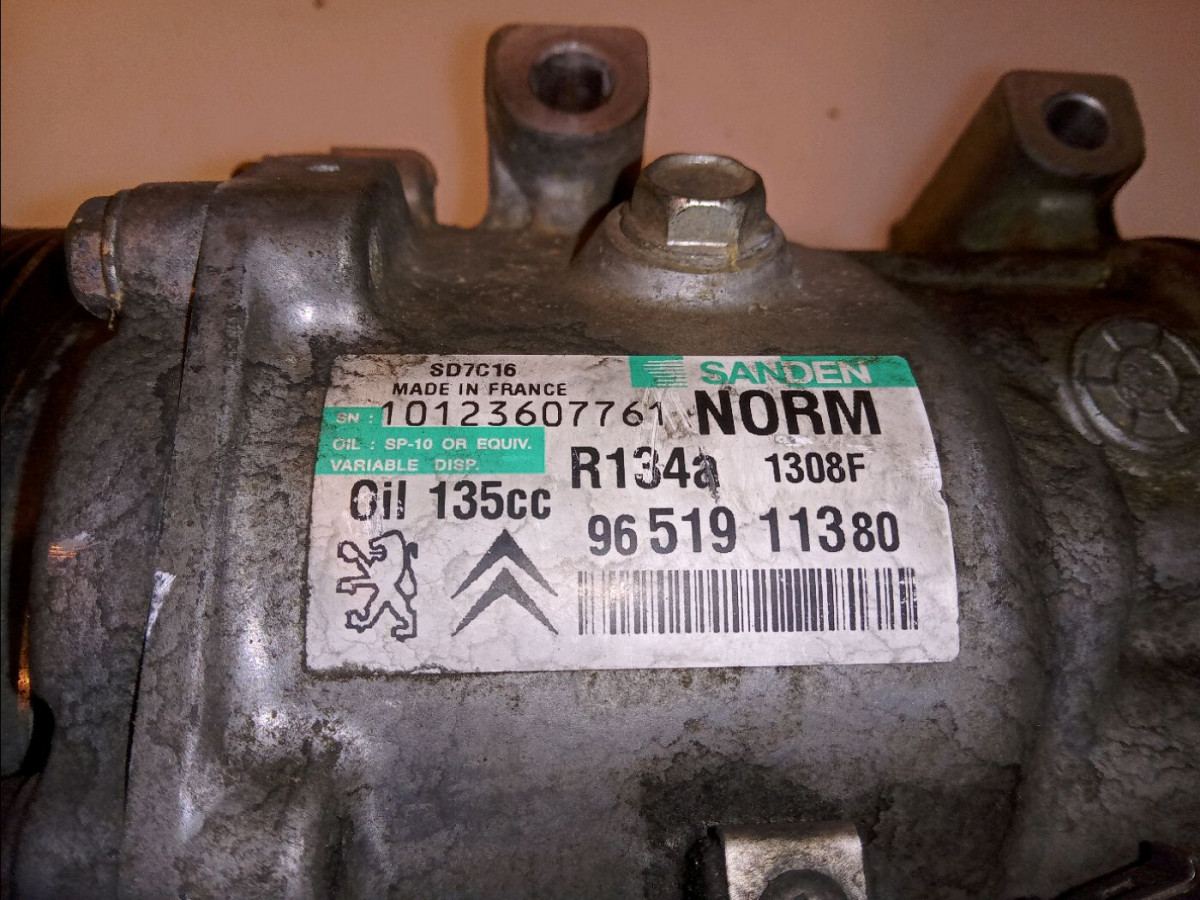 SD7C16
MADE IN FRANCE
SANDEN
SN : 10123607761
NORM
OIL : SP-10 OR EQUIV.
VARIABLE DISP.
R134a 1308F
Oil 135cc
96 519 113 80